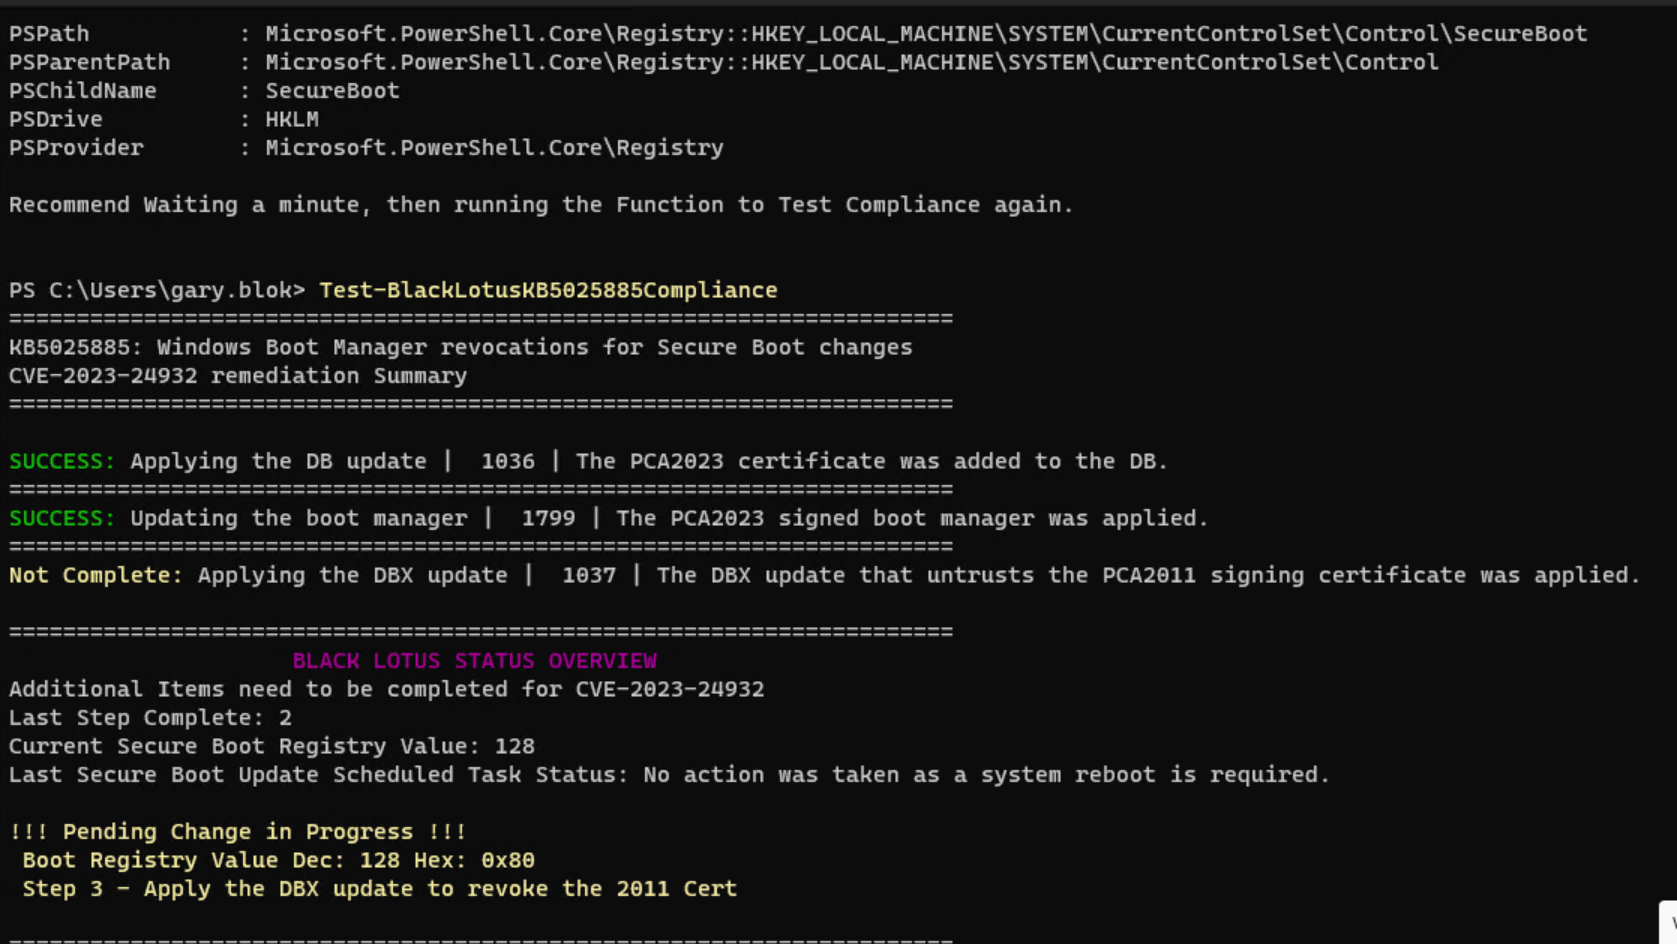 PSPath : Microsoft.PowerShell.Core\Registry::HKEY_LOCAL_MACHINE\SYSTEM\CurrentControlSet\Control\SecureBoot
PSParentPath : Microsoft.PowerShell.Core\Registry::HKEY_LOCAL_MACHINE\SYSTEM\CurrentControlSet\Control
PSChildName : SecureBoot
PSDrive : HKLM
PSProvider : Microsoft.PowerShell.Core\Registry
Recommend Waiting a minute, then running the Function to Test Compliance again.
PS C:\Users\gary.blok> Test-BlackLotusKB5025885Compliance
======================================================================
KB5025885: Windows Boot Manager revocations for Secure Boot changes
CVE-2023-24932 remediation Summary
======================================================================
SUCCESS: Applying the DB update |  1036 | The PCA2023 certificate was added to the DB.
======================================================================
SUCCESS: Updating the boot manager |  1799 | The PCA2023 signed boot manager was applied.
======================================================================
Not Complete: Applying the DBX update |  1037 | The DBX update that untrusts the PCA2011 signing certificate was applied.
======================================================================
BLACK LOTUS STATUS OVERVIEW
Additional Items need to be completed for CVE-2023-24932
Last Step Complete: 2
Current Secure Boot Registry Value: 128
Last Secure Boot Update Scheduled Task Status: No action was taken as a system reboot is required.
!!! Pending Change in Progress !!!
Boot Registry Value Dec: 128 Hex: 0x80
Step 3 - Apply the DBX update to revoke the 2011 Cert
======================================================================